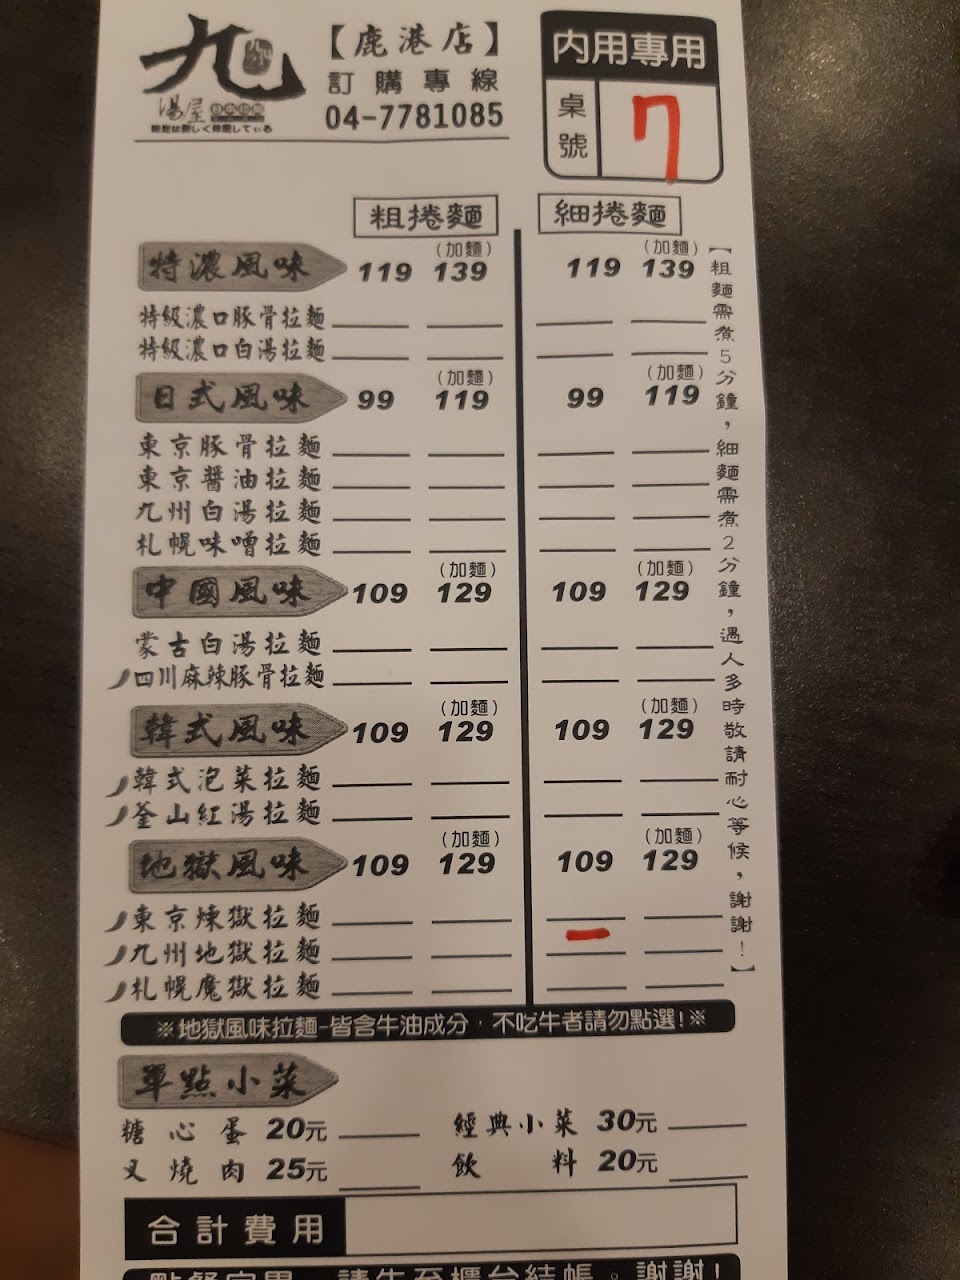 九
湯屋
【鹿港店】
訂購專線
04-7781085
內用專用
桌號
7
粗捲麵
細捲麵
特濃風味 119 (加麵) 139 119 (加麵) 139
特級濃口豚骨拉麵
特級濃口白湯拉麵
日式風味 99 (加麵) 119 99 (加麵) 119
東京豚骨拉麵
東京醬油拉麵
九州白湯拉麵
札幌味噌拉麵
中國風味 109 (加麵) 129 109 (加麵) 129
蒙古白湯拉麵
四川麻辣豚骨拉麵
韓式風味 109 (加麵) 129 109 (加麵) 129
韓式泡菜拉麵
釜山紅湯拉麵
地獄風味 109 (加麵) 129 109 (加麵) 129
東京煉獄拉麵
九州地獄拉麵 一
札幌魔獄拉麵
【粗麵需煮5分鐘，細麵需煮2分鐘，遇人多時敬請耐心等候，謝謝！】
※地獄風味拉麵-皆含牛油成分，不吃牛者請勿點選!※
單點小菜
糖心蛋 20元 經典小菜 30元
叉燒肉 25元 飲料 20元
合計費用
點餐完畢，請先至櫃台結帳。謝謝!